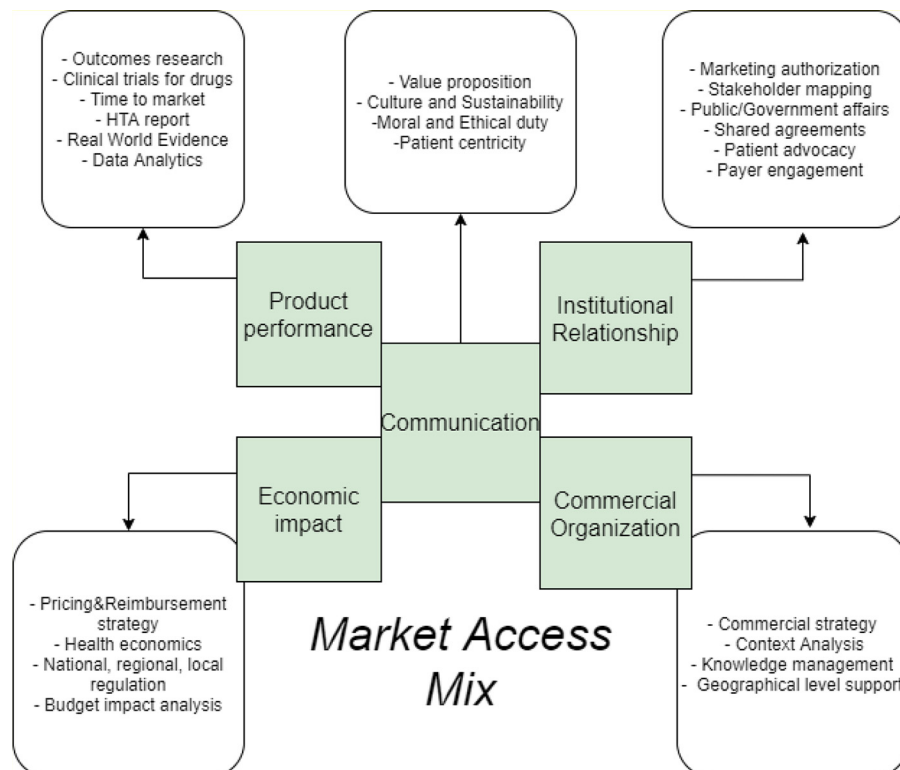 - Outcomes research
- Clinical trials for drugs
- Time to market
- HTA report
- Real World Evidence
- Data Analytics
- Value proposition
- Culture and Sustainability
-Moral and Ethical duty
-Patient centricity
- Marketing authorization
- Stakeholder mapping
- Public/Government affairs
- Shared agreements
- Patient advocacy
- Payer engagement
Product
performance
Institutional
Relationship
Communication
Economic
impact
Commercial
Organization
- Pricing&Reimbursement
strategy
- Health economics
- National, regional, local
regulation
- Budget impact analysis
Market Access
Mix
- Commercial strategy
- Context Analysis
- Knowledge management
- Geographical level support